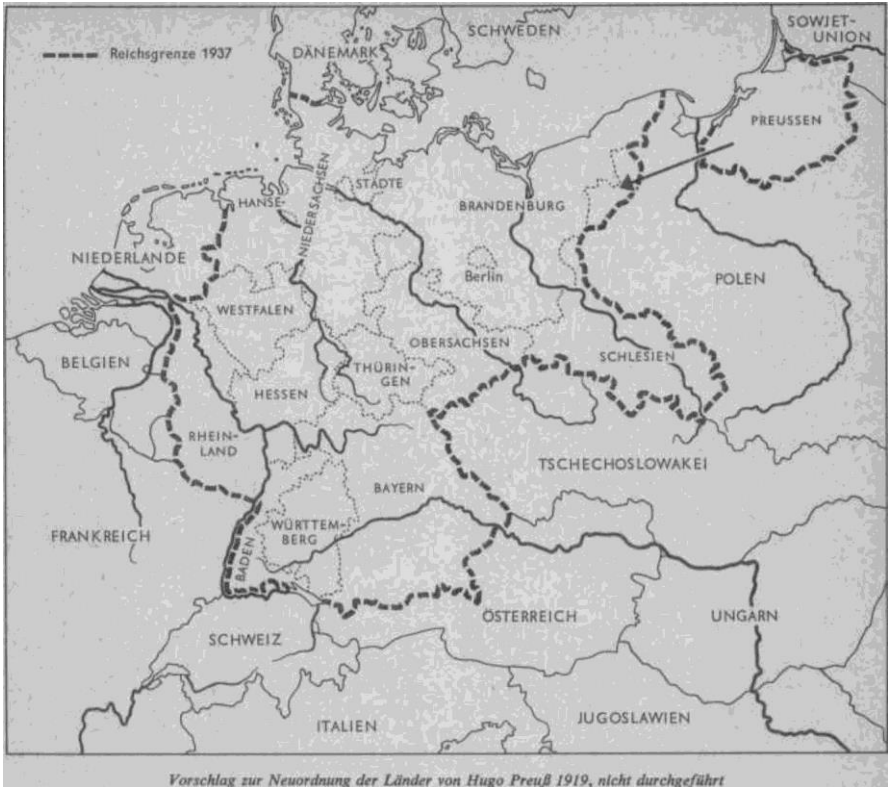 Reichsgrenze 1937
DÄNEMARK
SCHWEDEN
SOWJET-
UNION
PREUSSEN
HANSE-
STÄDTE
NIEDERSACHSEN
BRANDENBURG
NIEDERLANDE
Berlin
POLEN
WESTFALEN
BELGIEN
OBERSACHSEN
SCHLESIEN
THÜRIN-
GEN
HESSEN
RHEIN-
LAND
TSCHECHOSLOWAKEI
BAYERN
FRANKREICH
WÜRTTEM-
BERG
BADEN
ÖSTERREICH
UNGARN
SCHWEIZ
ITALIEN
JUGOSLAWIEN
Vorschlag zur Neuordnung der Länder von Hugo Preuß 1919, nicht durchgeführt